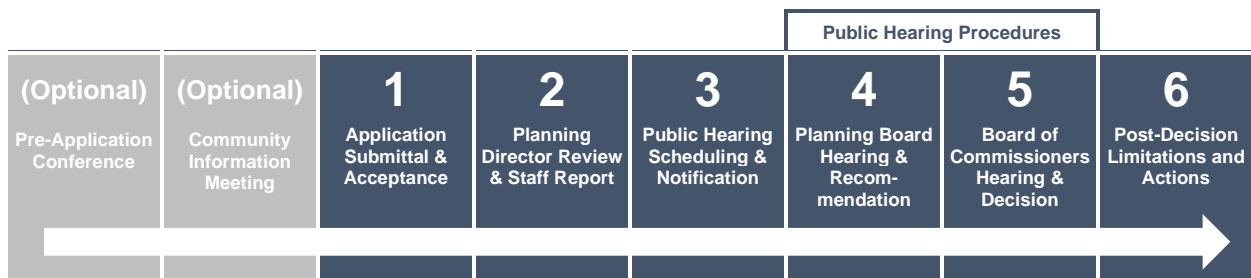 Public Hearing Procedures
(Optional)
Pre-Application
Conference
(Optional)
Community
Information
Meeting
1
Application
Submittal &
Acceptance
2
Planning
Director Review
& Staff Report
3
Public Hearing
Scheduling &
Notification
4
Planning Board
Hearing &
Recom-
mendation
5
Board of
Commissioners
Hearing &
Decision
6
Post-Decision
Limitations and
Actions